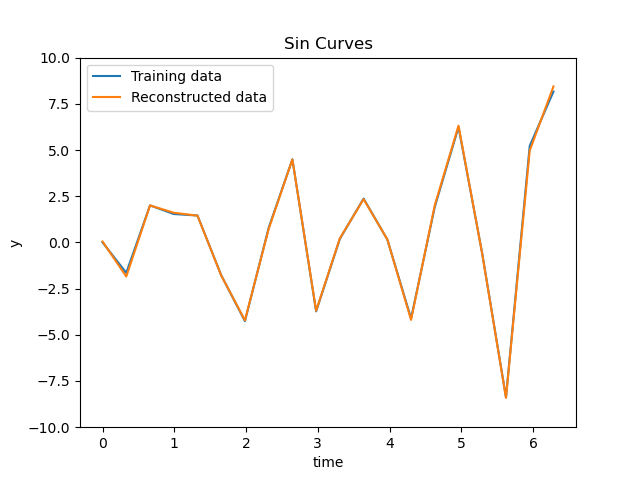 Sin Curves
Training data
Reconstructed data
10.0
7.5
5.0
2.5
0.0
−2.5
−5.0
−7.5
−10.0
y
0 1 2 3 4 5 6
time